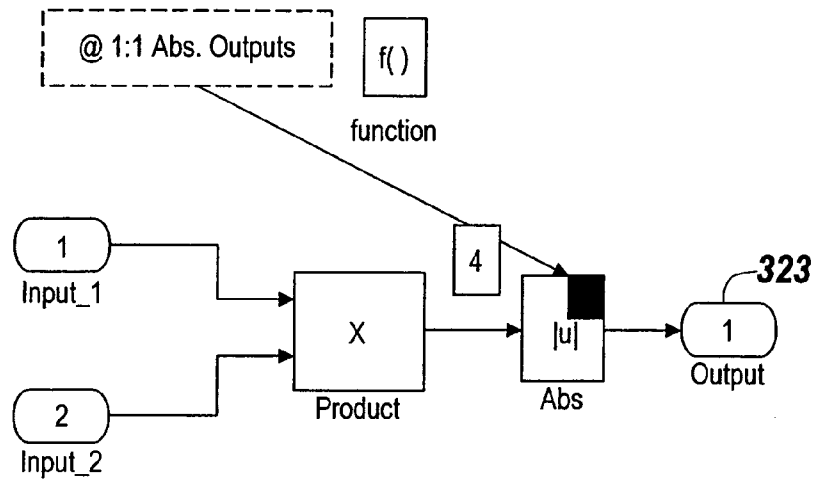 @ 1:1 Abs. Outputs
f( )
function
1
Input_1
4
323
X
|u|
1
Product
Abs
Output
2
Input_2